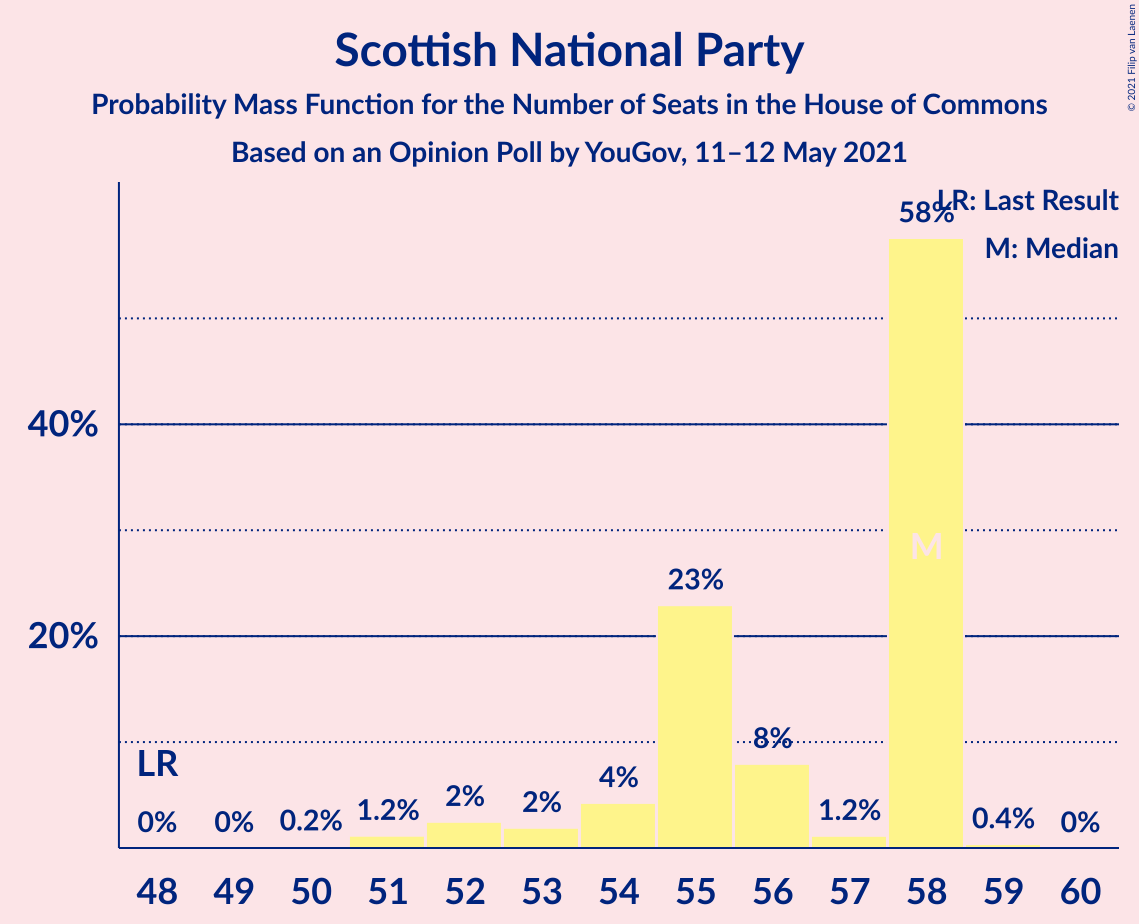 Scottish National Party
Probability Mass Function for the Number of Seats in the House of Commons
Based on an Opinion Poll by YouGov, 11–12 May 2021
© 2021 Filip van Laenen
LR: Last Result
M: Median
58%
40%
M
23%
20%
8%
LR
4%
2%
2%
1.2%
1.2%
0%
0%
0.2%
0.4%
0%
48 49 50 51 52 53 54 55 56 57 58 59 60